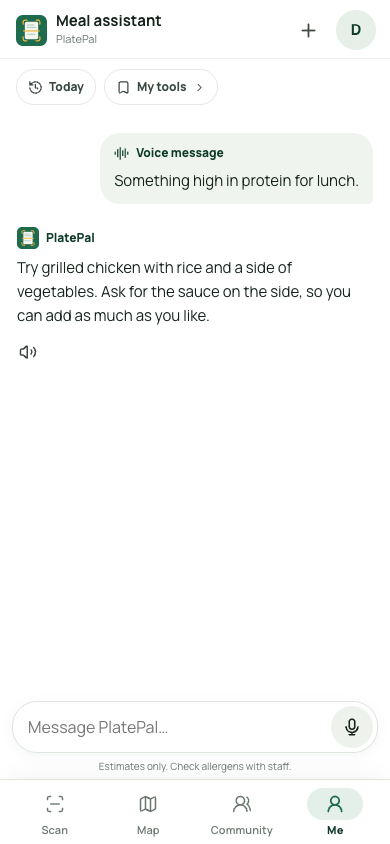 Meal assistant
PlatePal
D
Today
My tools
Voice message
Something high in protein for lunch.
PlatePal
Try grilled chicken with rice and a side of
vegetables. Ask for the sauce on the side, so you
can add as much as you like.
Message PlatePal...
Estimates only. Check allergens with staff.
Scan
Map
Community
Me